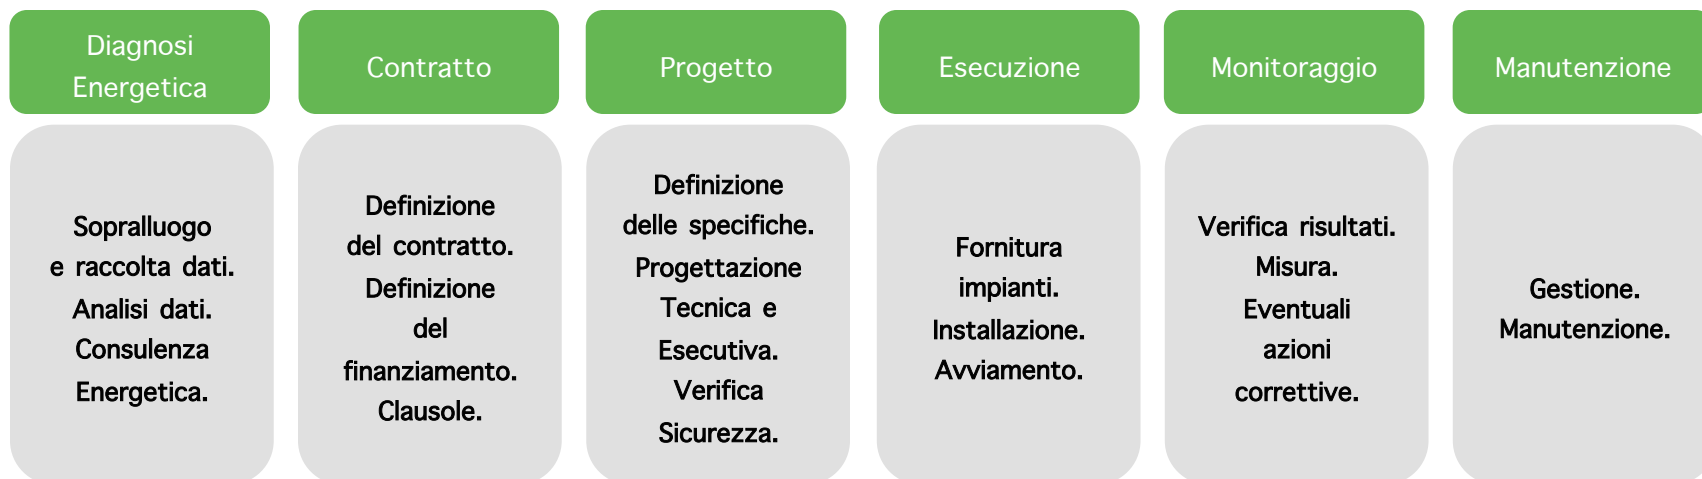 Diagnosi
Energetica
Contratto
Progetto
Esecuzione
Monitoraggio
Manutenzione
Sopralluogo
e raccolta dati.
Analisi dati.
Consulenza
Energetica.
Definizione
del contratto.
Definizione
del
finanziamento.
Clausole.
Definizione
delle specifiche.
Progettazione
Tecnica e
Esecutiva.
Verifica
Sicurezza.
Fornitura
impianti.
Installazione.
Avviamento.
Verifica risultati.
Misura.
Eventuali
azioni
correttive.
Gestione.
Manutenzione.